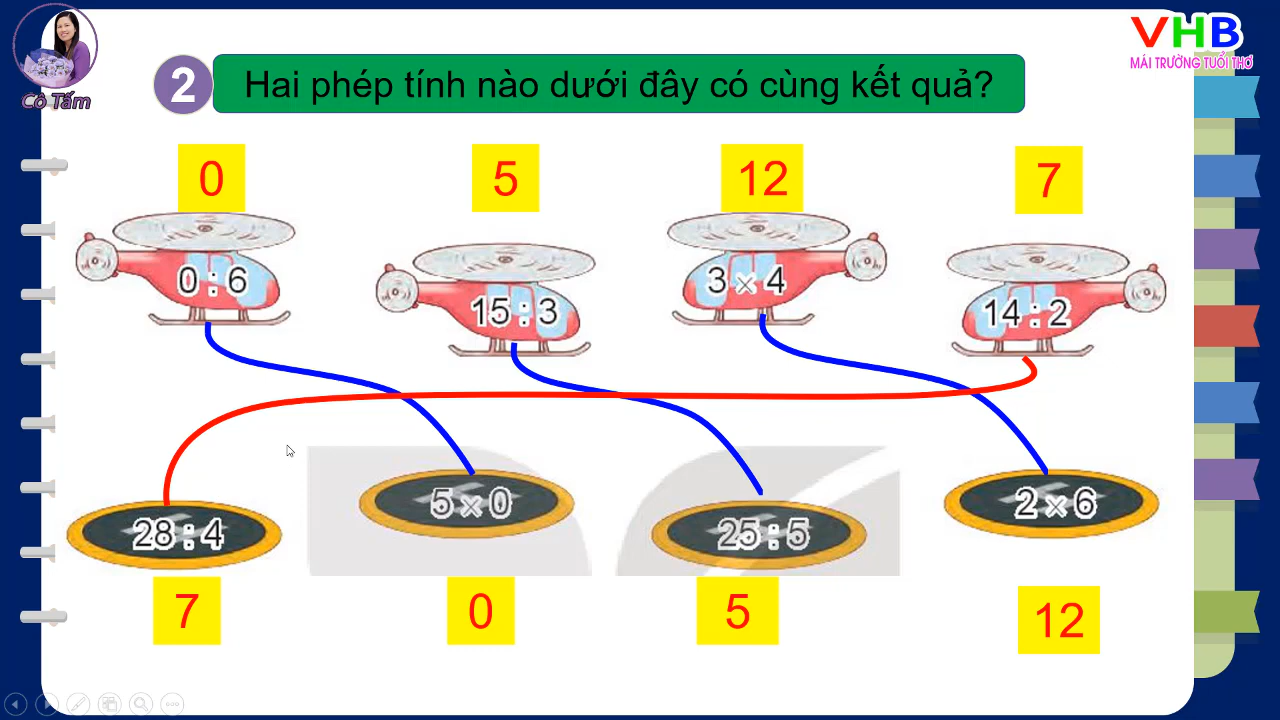 Cô Tấm
VHB
MÁI TRƯỜNG TUỔI THƠ
2
Hai phép tính nào dưới đây có cùng kết quả?
0
5
12
7
0 : 6
15 : 3
3 × 4
14 : 2
28 : 4
5 × 0
25 : 5
2 × 6
7
0
5
12